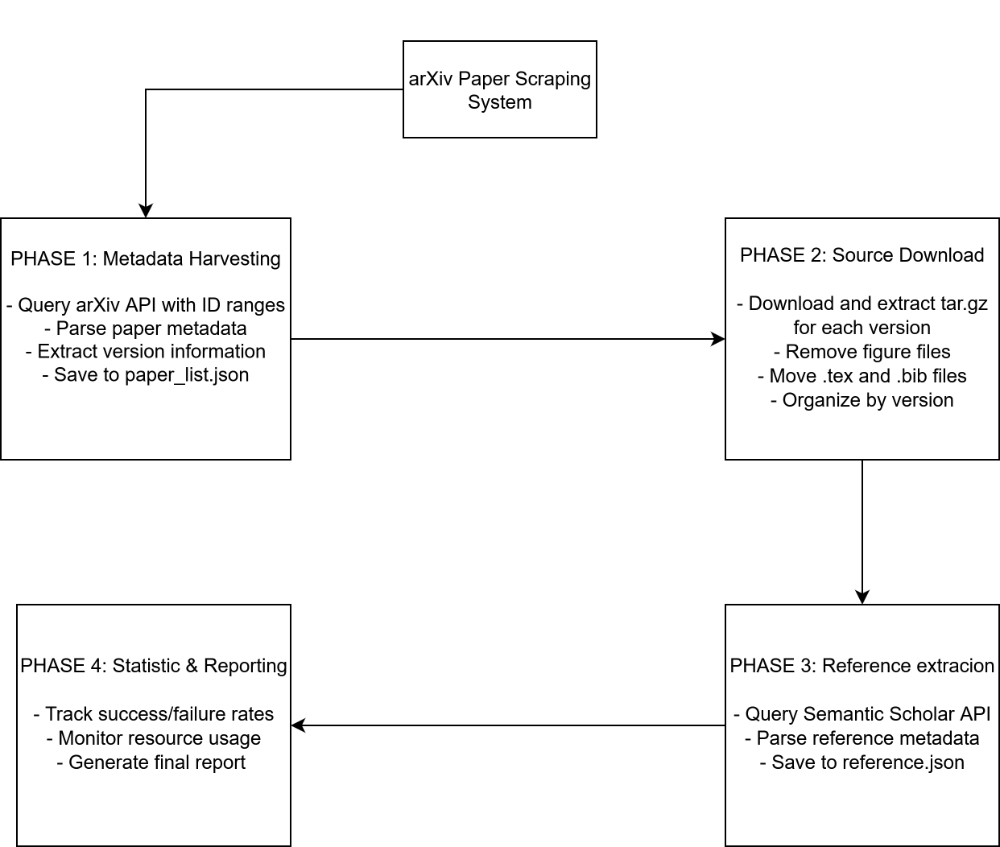 arXiv Paper Scraping
System
PHASE 1: Metadata Harvesting
- Query arXiv API with ID ranges
- Parse paper metadata
- Extract version information
- Save to paper_list.json
PHASE 2: Source Download
- Download and extract tar.gz
for each version
- Remove figure files
- Move .tex and .bib files
- Organize by version
PHASE 3: Reference extracion
- Query Semantic Scholar API
- Parse reference metadata
- Save to reference.json
PHASE 4: Statistic & Reporting
- Track success/failure rates
- Monitor resource usage
- Generate final report